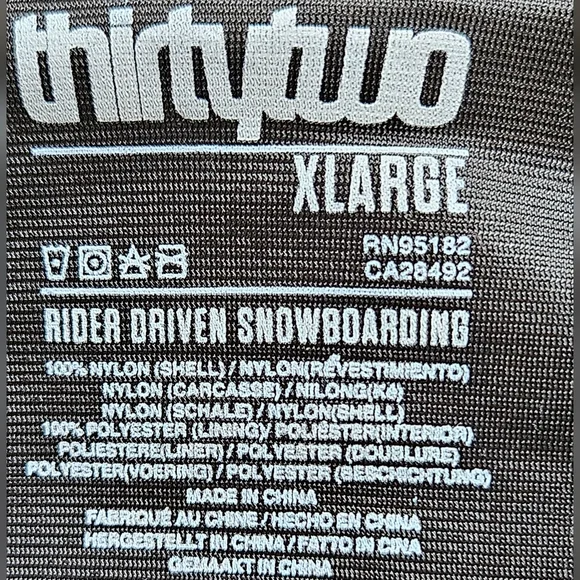 thirtytwo
XLARGE
RN95182
CA28492
RIDER DRIVEN SNOWBOARDING
100% NYLON (SHELL) / NYLON(REVESTIMIENTO)
NYLON (CARCASSE) / NILONG(K4)
NYLON (SCHALE) / NYLON(SHELL)
100% POLYESTER (LINING)/ POLIESTER(INTERIOR)
POLIESTERE(LINER) / POLYESTER (DOUBLURE)
POLYESTER(VOERING) / POLYESTER (BESCHICHTUNG)
MADE IN CHINA
FABRIQUÉ AU CHINE / HECHO EN CHINA
HERGESTELLT IN CHINA / FATTO IN CINA
GEMAAKT IN CHINA